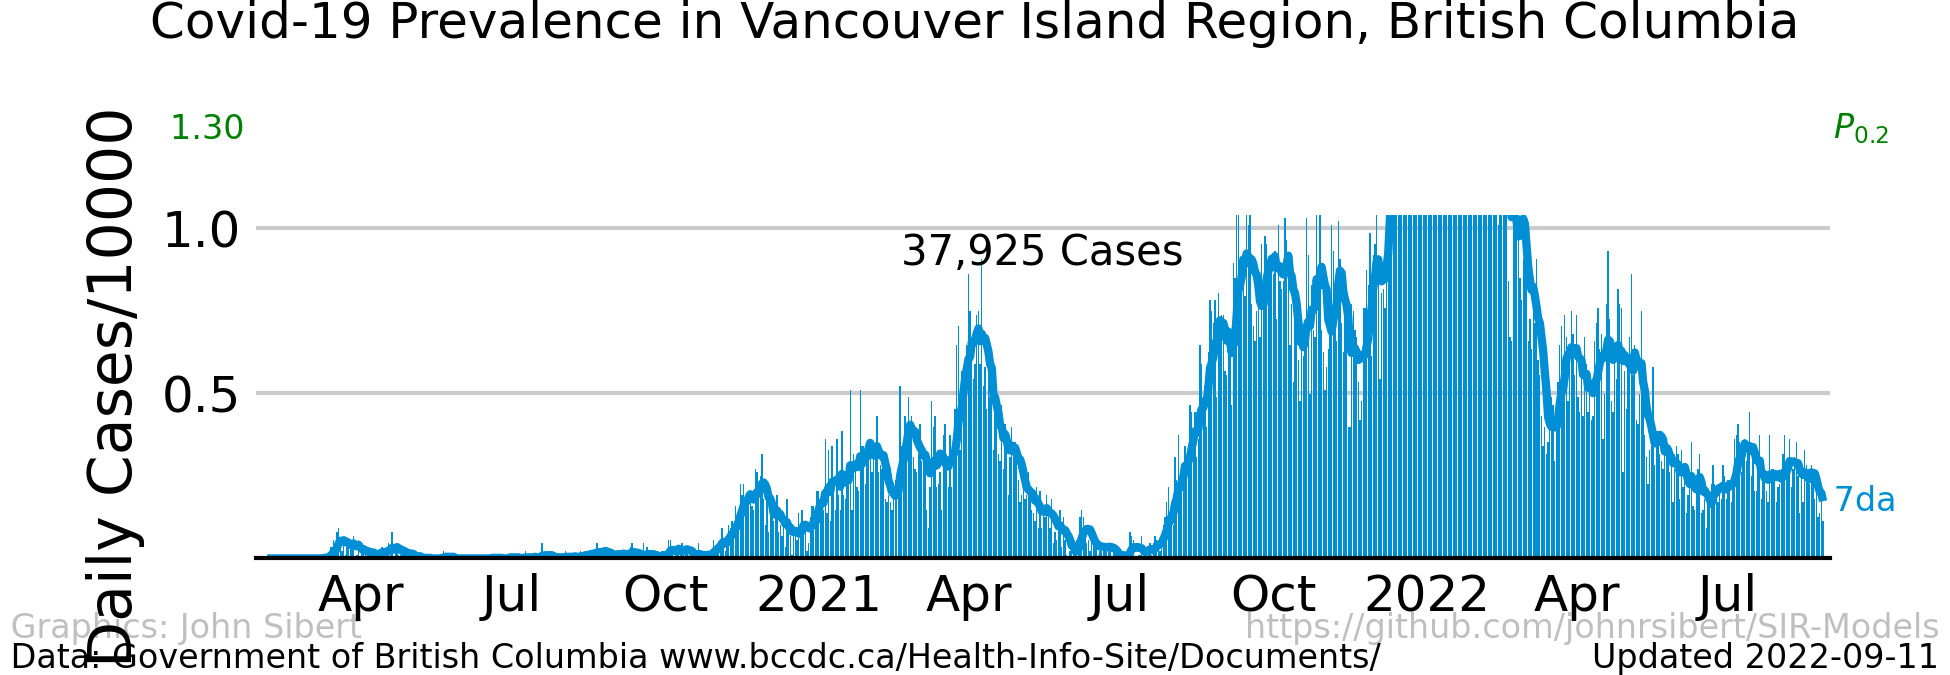 Covid-19 Prevalence in Vancouver Island Region, British Columbia
Daily Cases/10000
1.30
P0.2
1.0
37,925 Cases
0.5
7da
Apr Jul Oct 2021 Apr Jul Oct 2022 Apr Jul
Graphics: John Sibert
https://github.com/johnrsibert/SIR-Models
Data: Government of British Columbia www.bccdc.ca/Health-Info-Site/Documents/
Updated 2022-09-11